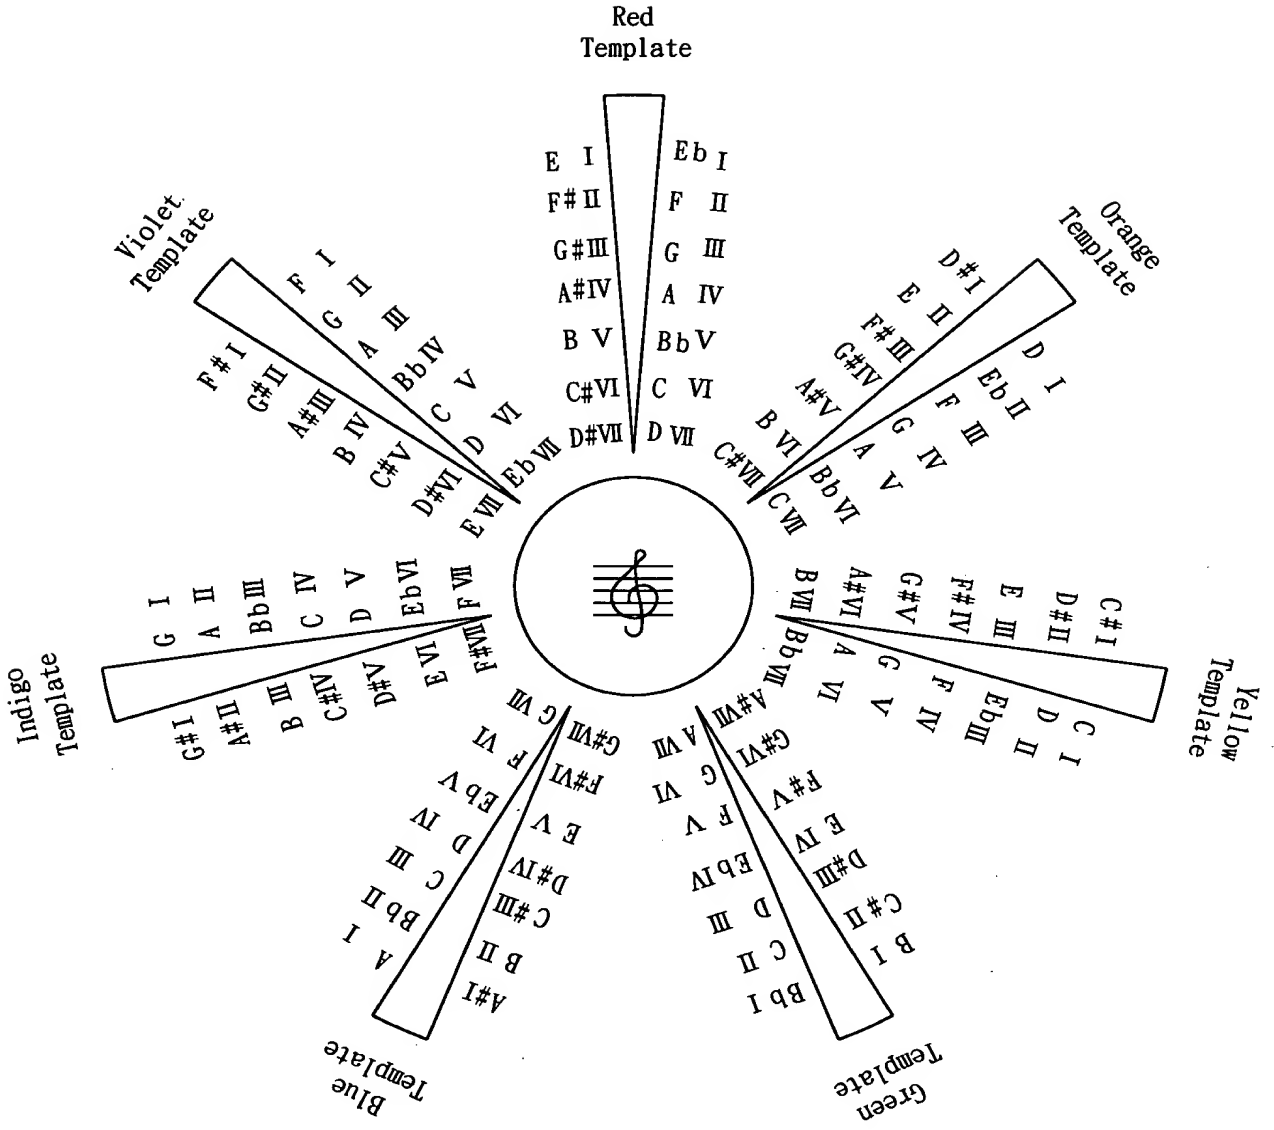 Red
Template
E I
F# II
G# III
A# IV
B V
C# VI
D# VII
Eb I
F II
G III
A IV
Bb V
C VI
D VII
Orange
Template
D# I
E II
F# III
G# IV
A# V
B VI
C# VII
D I
Eb II
F III
G IV
A V
Bb VI
C VII
Yellow
Template
C# I
D# II
E III
F# IV
G# V
A# VI
B VII
C I
D II
Eb III
F IV
G V
A VI
Bb VII
Green
Template
B I
C# II
D# III
E IV
F# V
G# VI
A# VII
Bb I
C II
D III
Eb IV
F V
G VI
A VII
Blue
Template
A# I
B II
C# III
D# IV
E V
F# VI
G# VII
A I
Bb II
C III
D IV
Eb V
F VI
G VII
Indigo
Template
G I
A II
Bb III
C IV
D V
Eb VI
F VII
G# I
A# II
B III
C# IV
D# V
E VI
F# VII
Violet
Template
F I
G II
A III
Bb IV
C V
D VI
Eb VII
F# I
G# II
A# III
B IV
C# V
D# VI
E VII